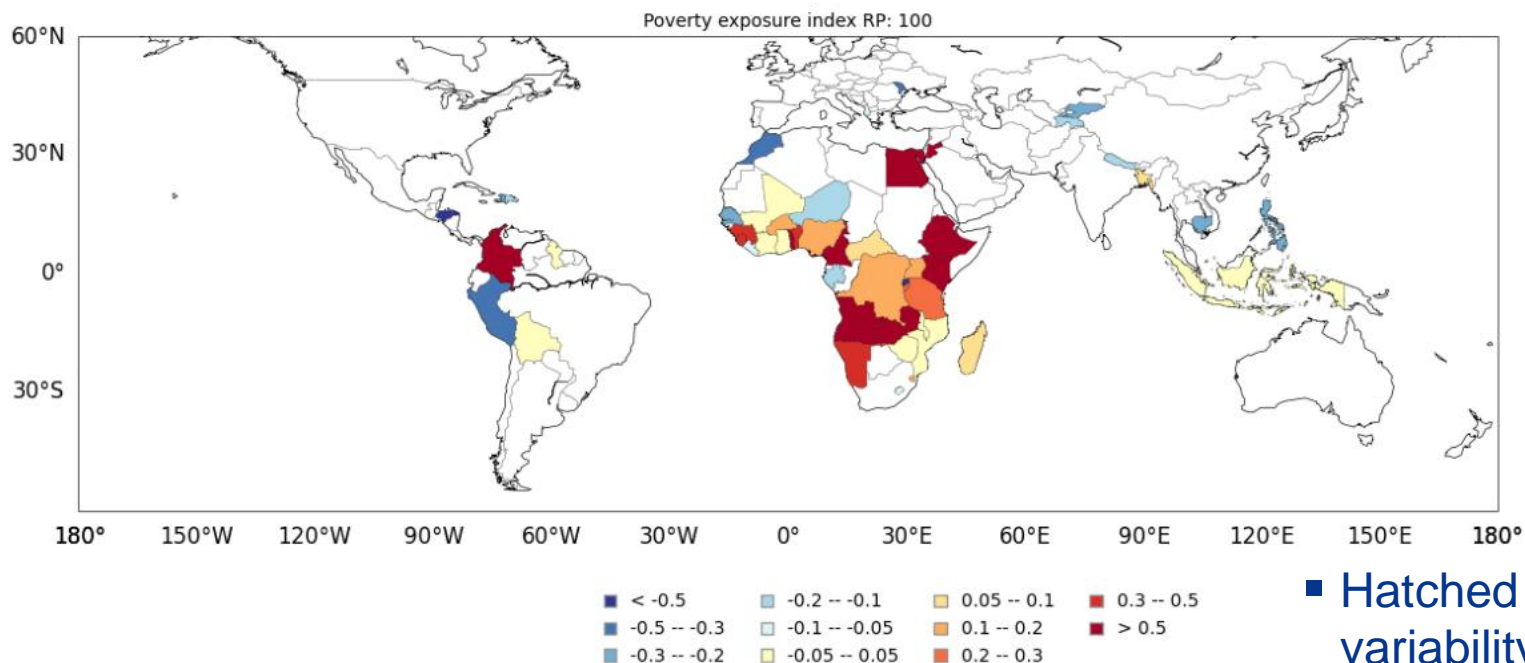 Poverty exposure index RP: 100
60°N
30°N
0°
30°S
180° 150°W 120°W 90°W 60°W 30°W 0° 30°E 60°E 90°E 120°E 150°E 180°
< -0.5 -0.2 -- -0.1 0.05 -- 0.1 0.3 -- 0.5
-0.5 -- -0.3 -0.1 -- -0.05 0.1 -- 0.2 > 0.5
-0.3 -- -0.2 -0.05 -- 0.05 0.2 -- 0.3
▪ Hatched
variability